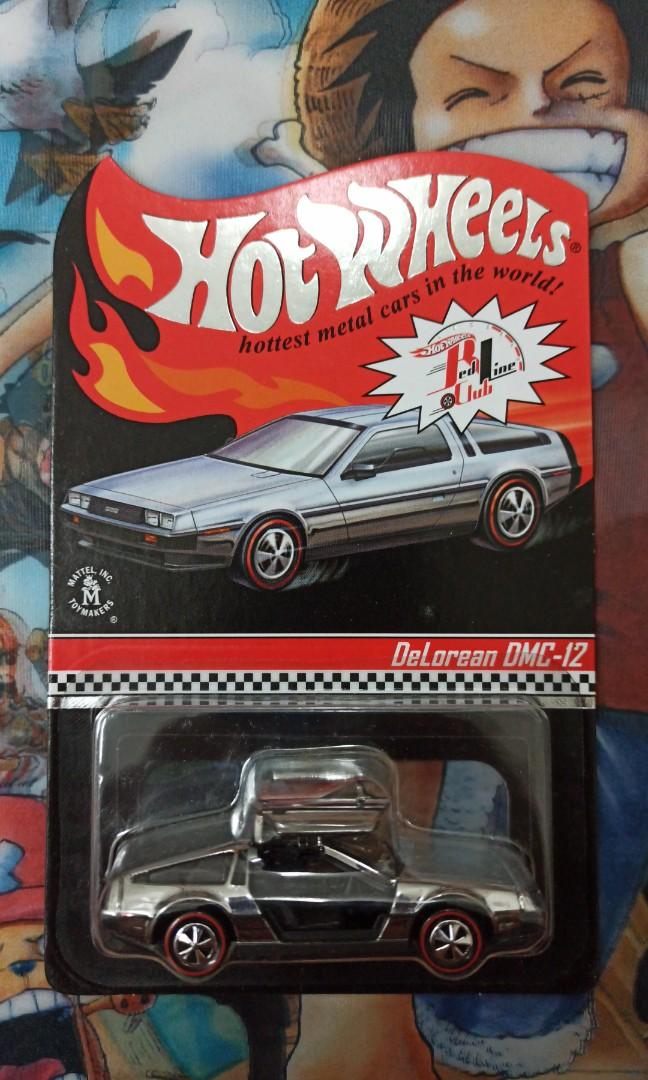 HOT WHEELS®
hottest metal cars in the world!
HOT WHEELS
Red Line
Club
MATTEL, INC.
M
TOYMAKERS
®
DeLorean DMC-12